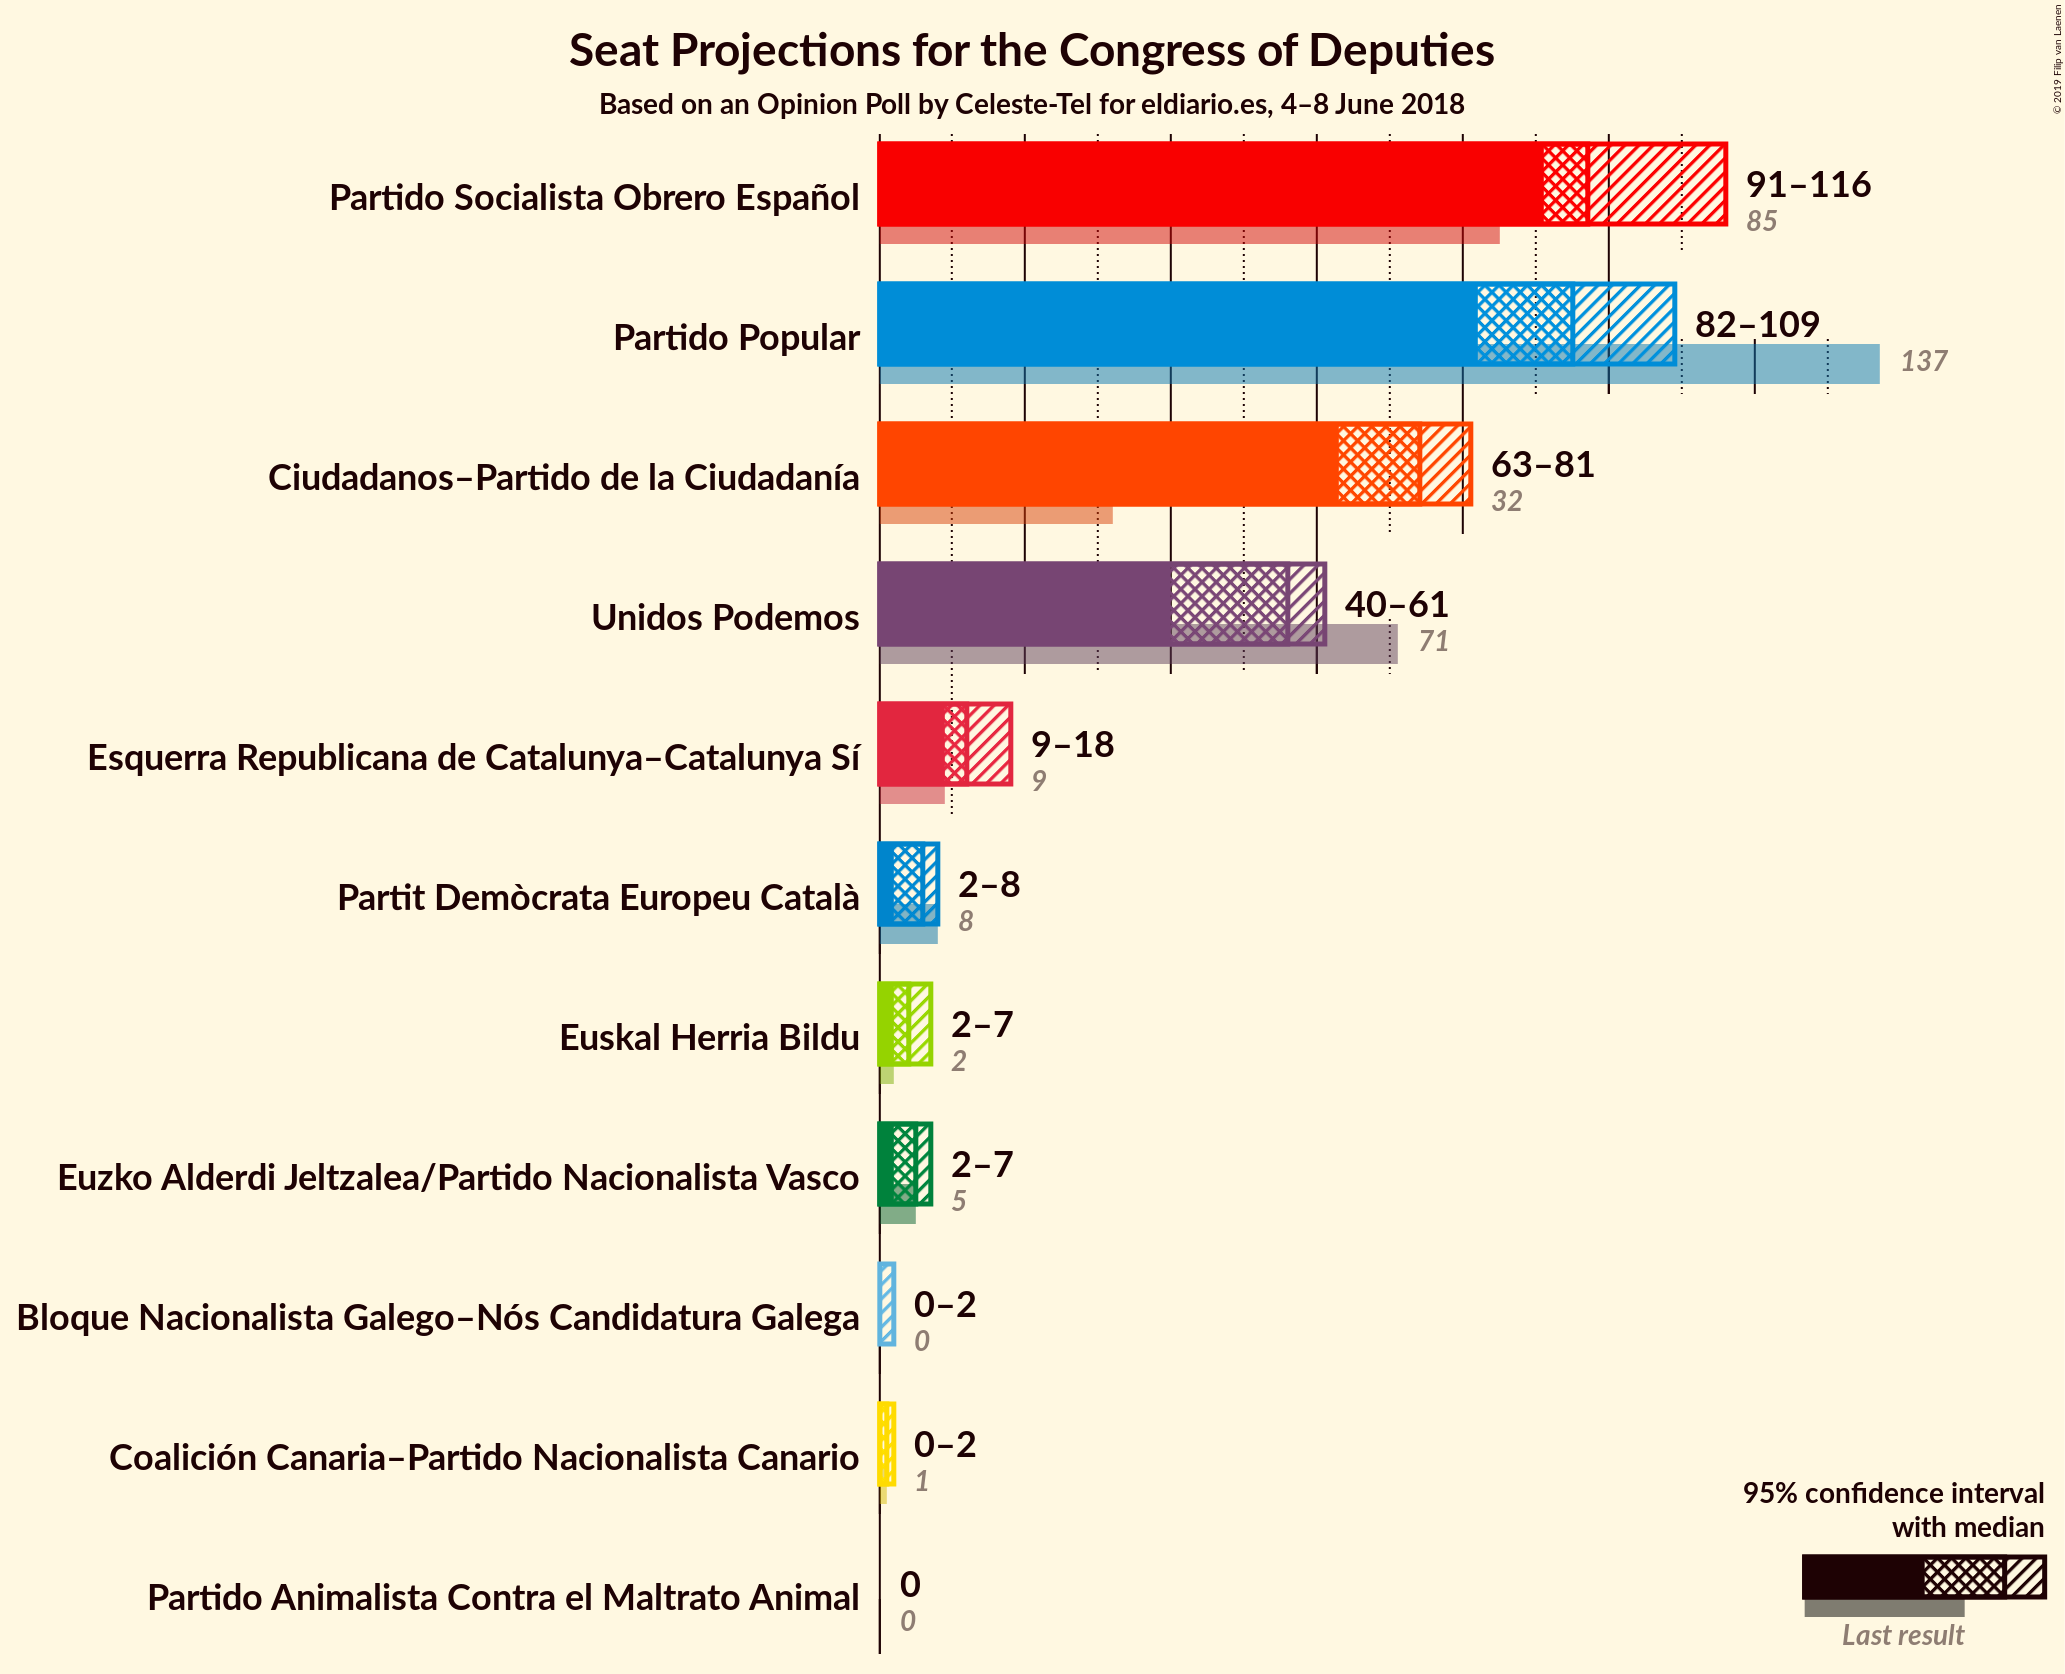 Seat Projections for the Congress of Deputies
Based on an Opinion Poll by Celeste-Tel for eldiario.es, 4–8 June 2018
© 2019 Filip van Laenen
Partido Socialista Obrero Español
91–116
85
Partido Popular
82–109
137
Ciudadanos–Partido de la Ciudadanía
63–81
32
Unidos Podemos
40–61
71
Esquerra Republicana de Catalunya–Catalunya Sí
9–18
9
Partit Demòcrata Europeu Català
2–8
8
Euskal Herria Bildu
2–7
2
Euzko Alderdi Jeltzalea/Partido Nacionalista Vasco
2–7
5
Bloque Nacionalista Galego–Nós Candidatura Galega
0–2
0
Coalición Canaria–Partido Nacionalista Canario
0–2
1
Partido Animalista Contra el Maltrato Animal
0
0
95% confidence interval
with median
Last result